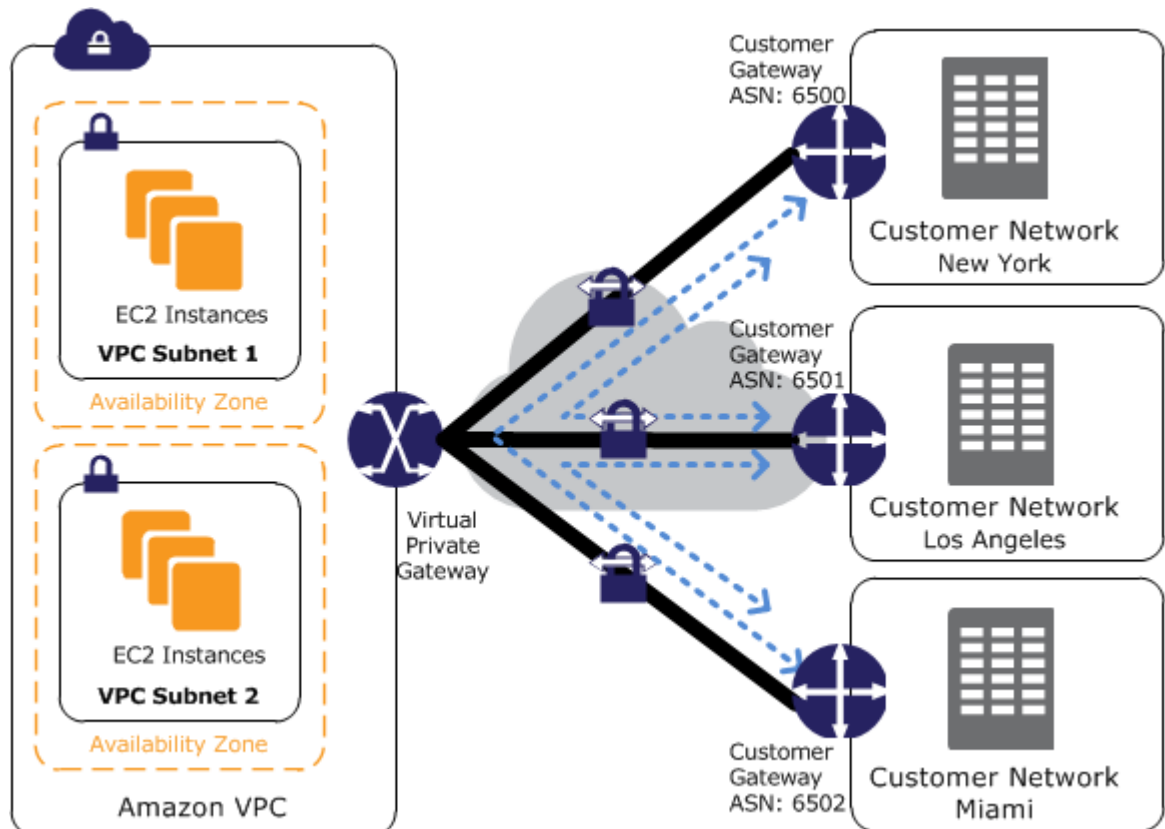 EC2 Instances
VPC Subnet 1
Availability Zone
EC2 Instances
VPC Subnet 2
Availability Zone
Amazon VPC
Virtual
Private
Gateway
Customer
Gateway
ASN: 6500
Customer Network
New York
Customer
Gateway
ASN: 6501
Customer Network
Los Angeles
Customer
Gateway
ASN: 6502
Customer Network
Miami